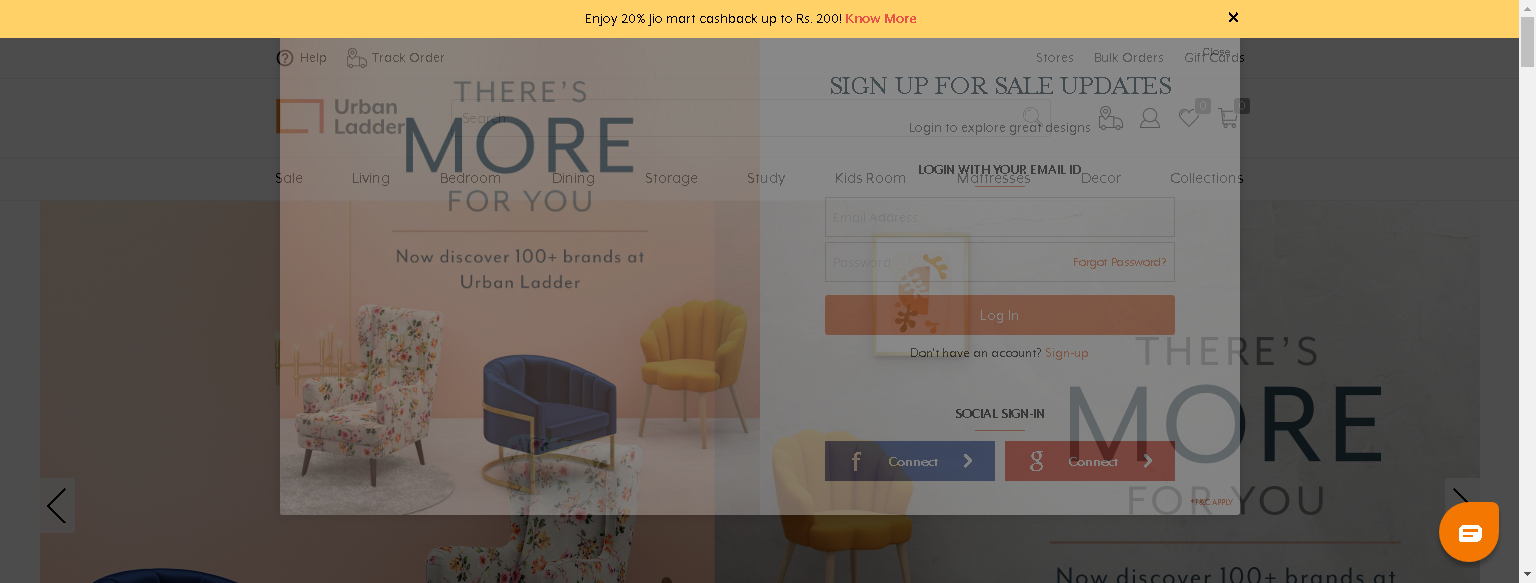 Enjoy 20% Jio mart cashback up to Rs. 200! Know More
Help
Track Order
Stores
Bulk Orders
Gift Cards
Close
Urban
Ladder
Search
0
0
Sale
Living
Bedroom
Dining
Storage
Study
Kids Room
Mattresses
Decor
Collections
THERE'S
MORE
FOR YOU
Now discover 100+ brands at
Urban Ladder
SIGN UP FOR SALE UPDATES
Login to explore great designs
LOGIN WITH YOUR EMAIL ID
Email Address
Password
Forgot Password?
Log In
Don't have an account? Sign-up
SOCIAL SIGN-IN
f Connect
g Connect
*T&C APPLY
THERE'S
MORE
FOR YOU
Now discover 100+ brands at